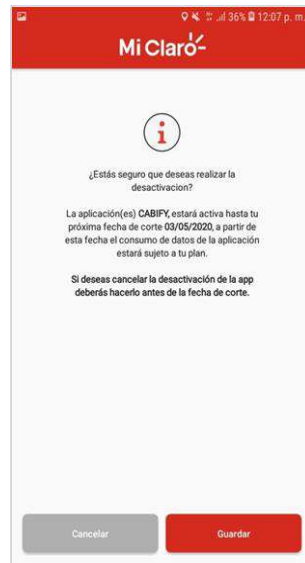 36% 12:07 p. m.
Mi Claro
i
¿Estás seguro que deseas realizar la
desactivacion?
La aplicación(es) CABIFY, estará activa hasta tu
próxima fecha de corte 03/05/2020, a partir de
esta fecha el consumo de datos de la aplicación
estará sujeto a tu plan.
Si deseas cancelar la desactivación de la app
deberás hacerlo antes de la fecha de corte.
Cancelar
Guardar